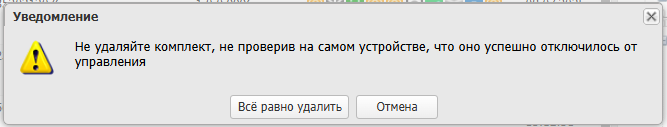 Уведомление
Не удаляйте комплект, не проверив на самом устройстве, что оно успешно отключилось от
управления
Всё равно удалить
Отмена